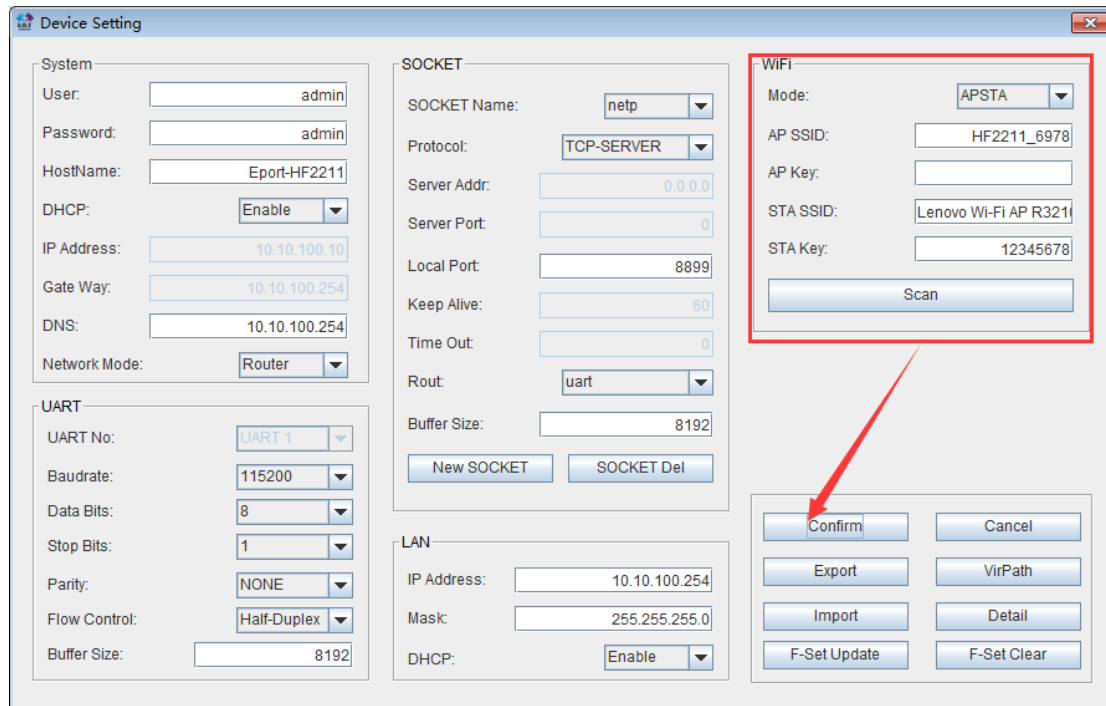 Device Setting
System
User: admin
Password: admin
HostName: Eport-HF2211
DHCP: Enable
IP Address: 10.10.100.10
Gate Way: 10.10.100.254
DNS: 10.10.100.254
Network Mode: Router
UART
UART No: UART 1
Baudrate: 115200
Data Bits: 8
Stop Bits: 1
Parity: NONE
Flow Control: Half-Duplex
Buffer Size: 8192
SOCKET
SOCKET Name: netp
Protocol: TCP-SERVER
Server Addr: 0.0.0.0
Server Port: 0
Local Port: 8899
Keep Alive: 60
Time Out: 0
Rout: uart
Buffer Size: 8192
New SOCKET SOCKET Del
LAN
IP Address: 10.10.100.254
Mask: 255.255.255.0
DHCP: Enable
WiFi
Mode: APSTA
AP SSID: HF2211_6978
AP Key:
STA SSID: Lenovo Wi-Fi AP R321
STA Key: 12345678
Scan
Confirm Cancel
Export VirPath
Import Detail
F-Set Update F-Set Clear